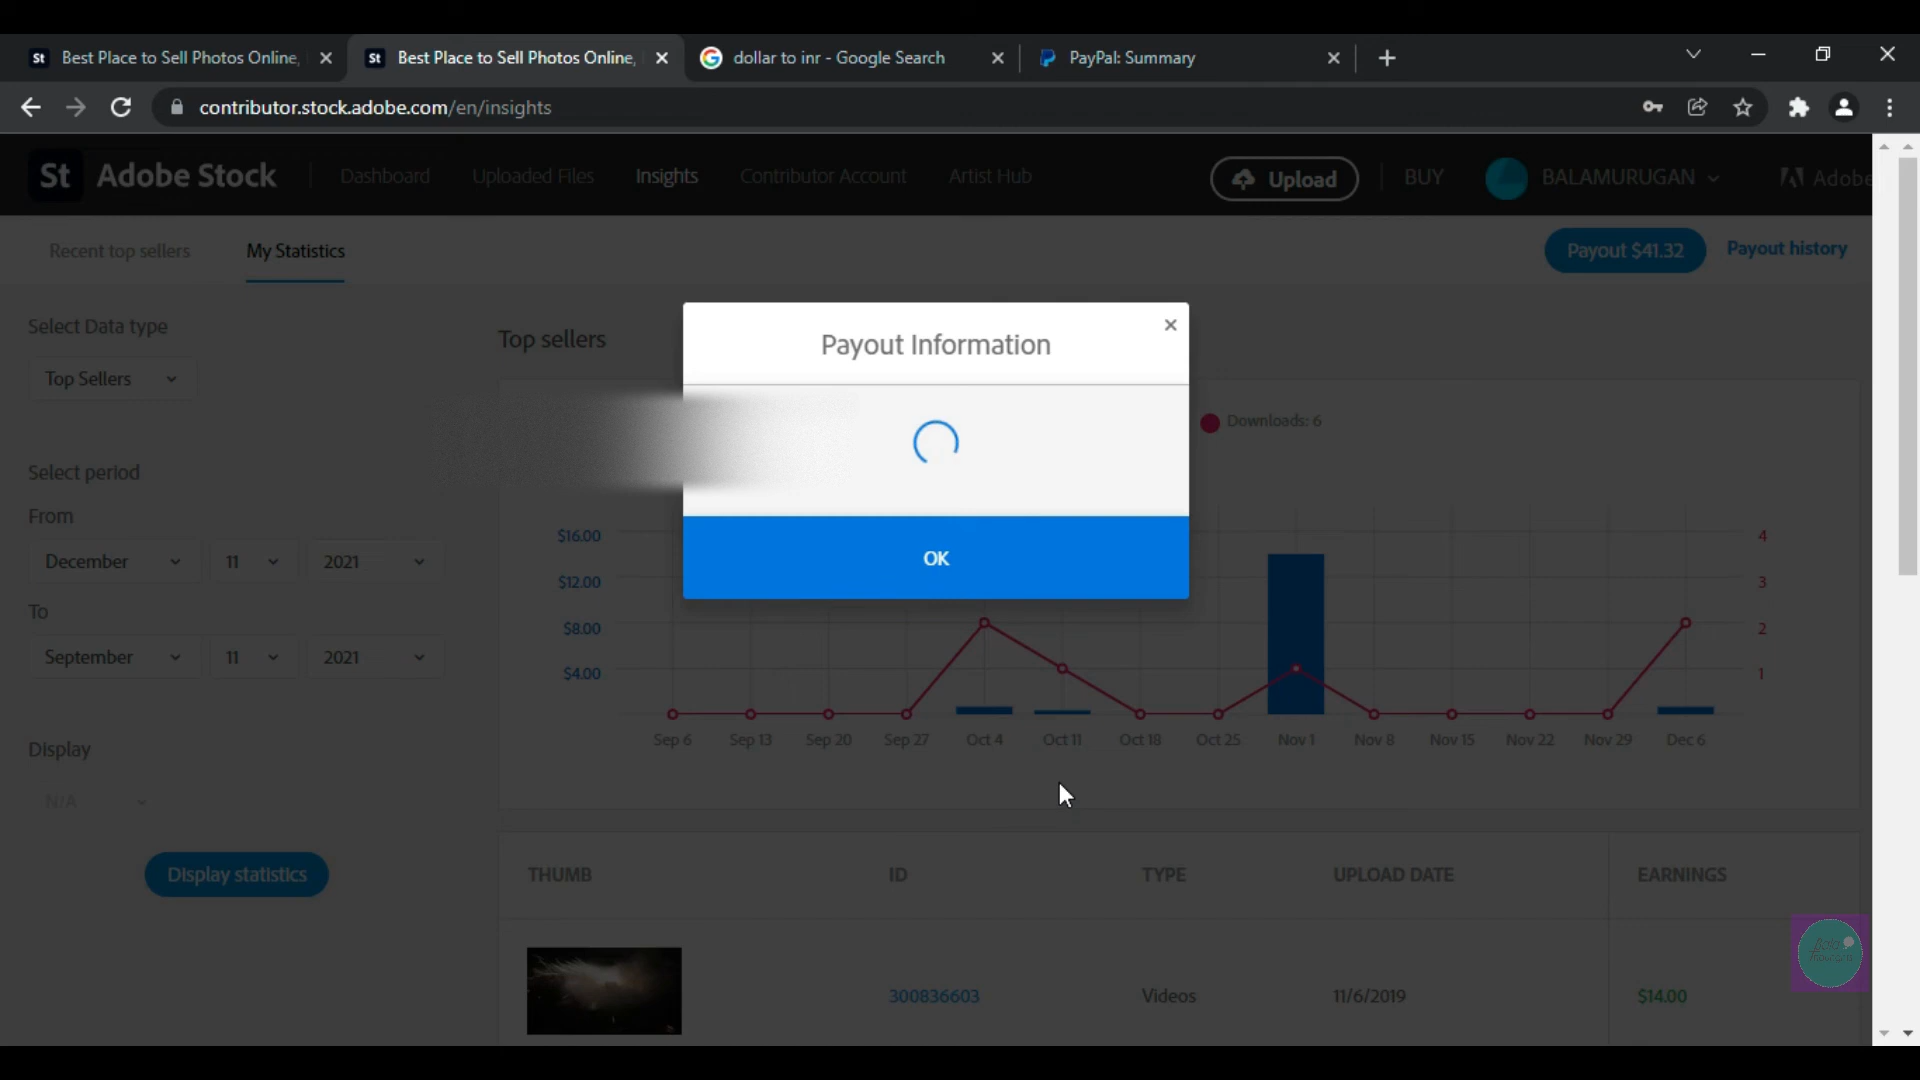 St Best Place to Sell Photos Online,
St Best Place to Sell Photos Online,
dollar to inr - Google Search
PayPal: Summary
contributor.stock.adobe.com/en/insights
St Adobe Stock
Dashboard
Uploaded Files
Insights
Contributor Account
Artist Hub
Upload
BUY
BALAMURUGAN
Adobe
Recent top sellers
My Statistics
Payout $41.32
Payout history
Select Data type
Top Sellers
Select period
From
December 11 2021
To
September 11 2021
Display
N/A
Display statistics
Top sellers
Payout Information
OK
Downloads: 6
$16.00
$12.00
$8.00
$4.00
4
3
2
1
Sep 6 Sep 13 Sep 20 Sep 27 Oct 4 Oct 11 Oct 18 Oct 25 Nov 1 Nov 8 Nov 15 Nov 22 Nov 29 Dec 6
THUMB ID TYPE UPLOAD DATE EARNINGS
300836603 Videos 11/6/2019 $14.00